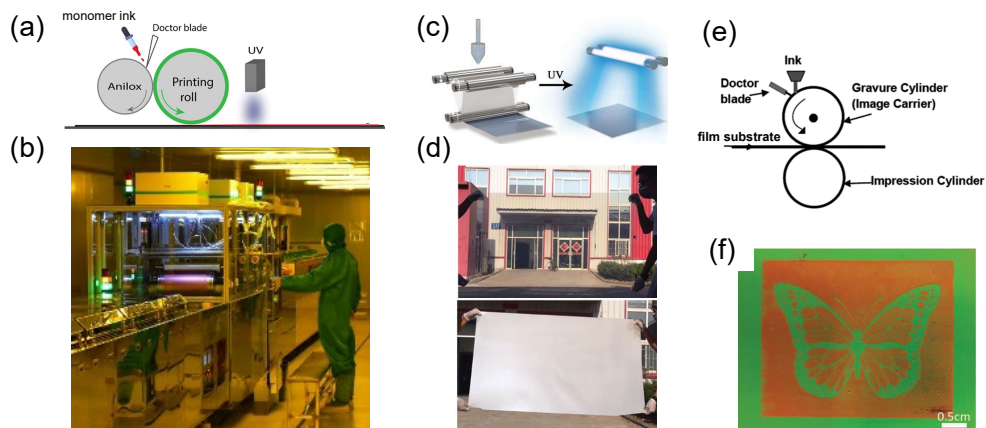 (a)
monomer ink
Doctor blade
UV
Anilox
Printing
roll
(b)
(c)
UV
(d)
(e)
Ink
Doctor
blade
Gravure Cylinder
(Image Carrier)
film substrate
Impression Cylinder
(f)
0.5cm